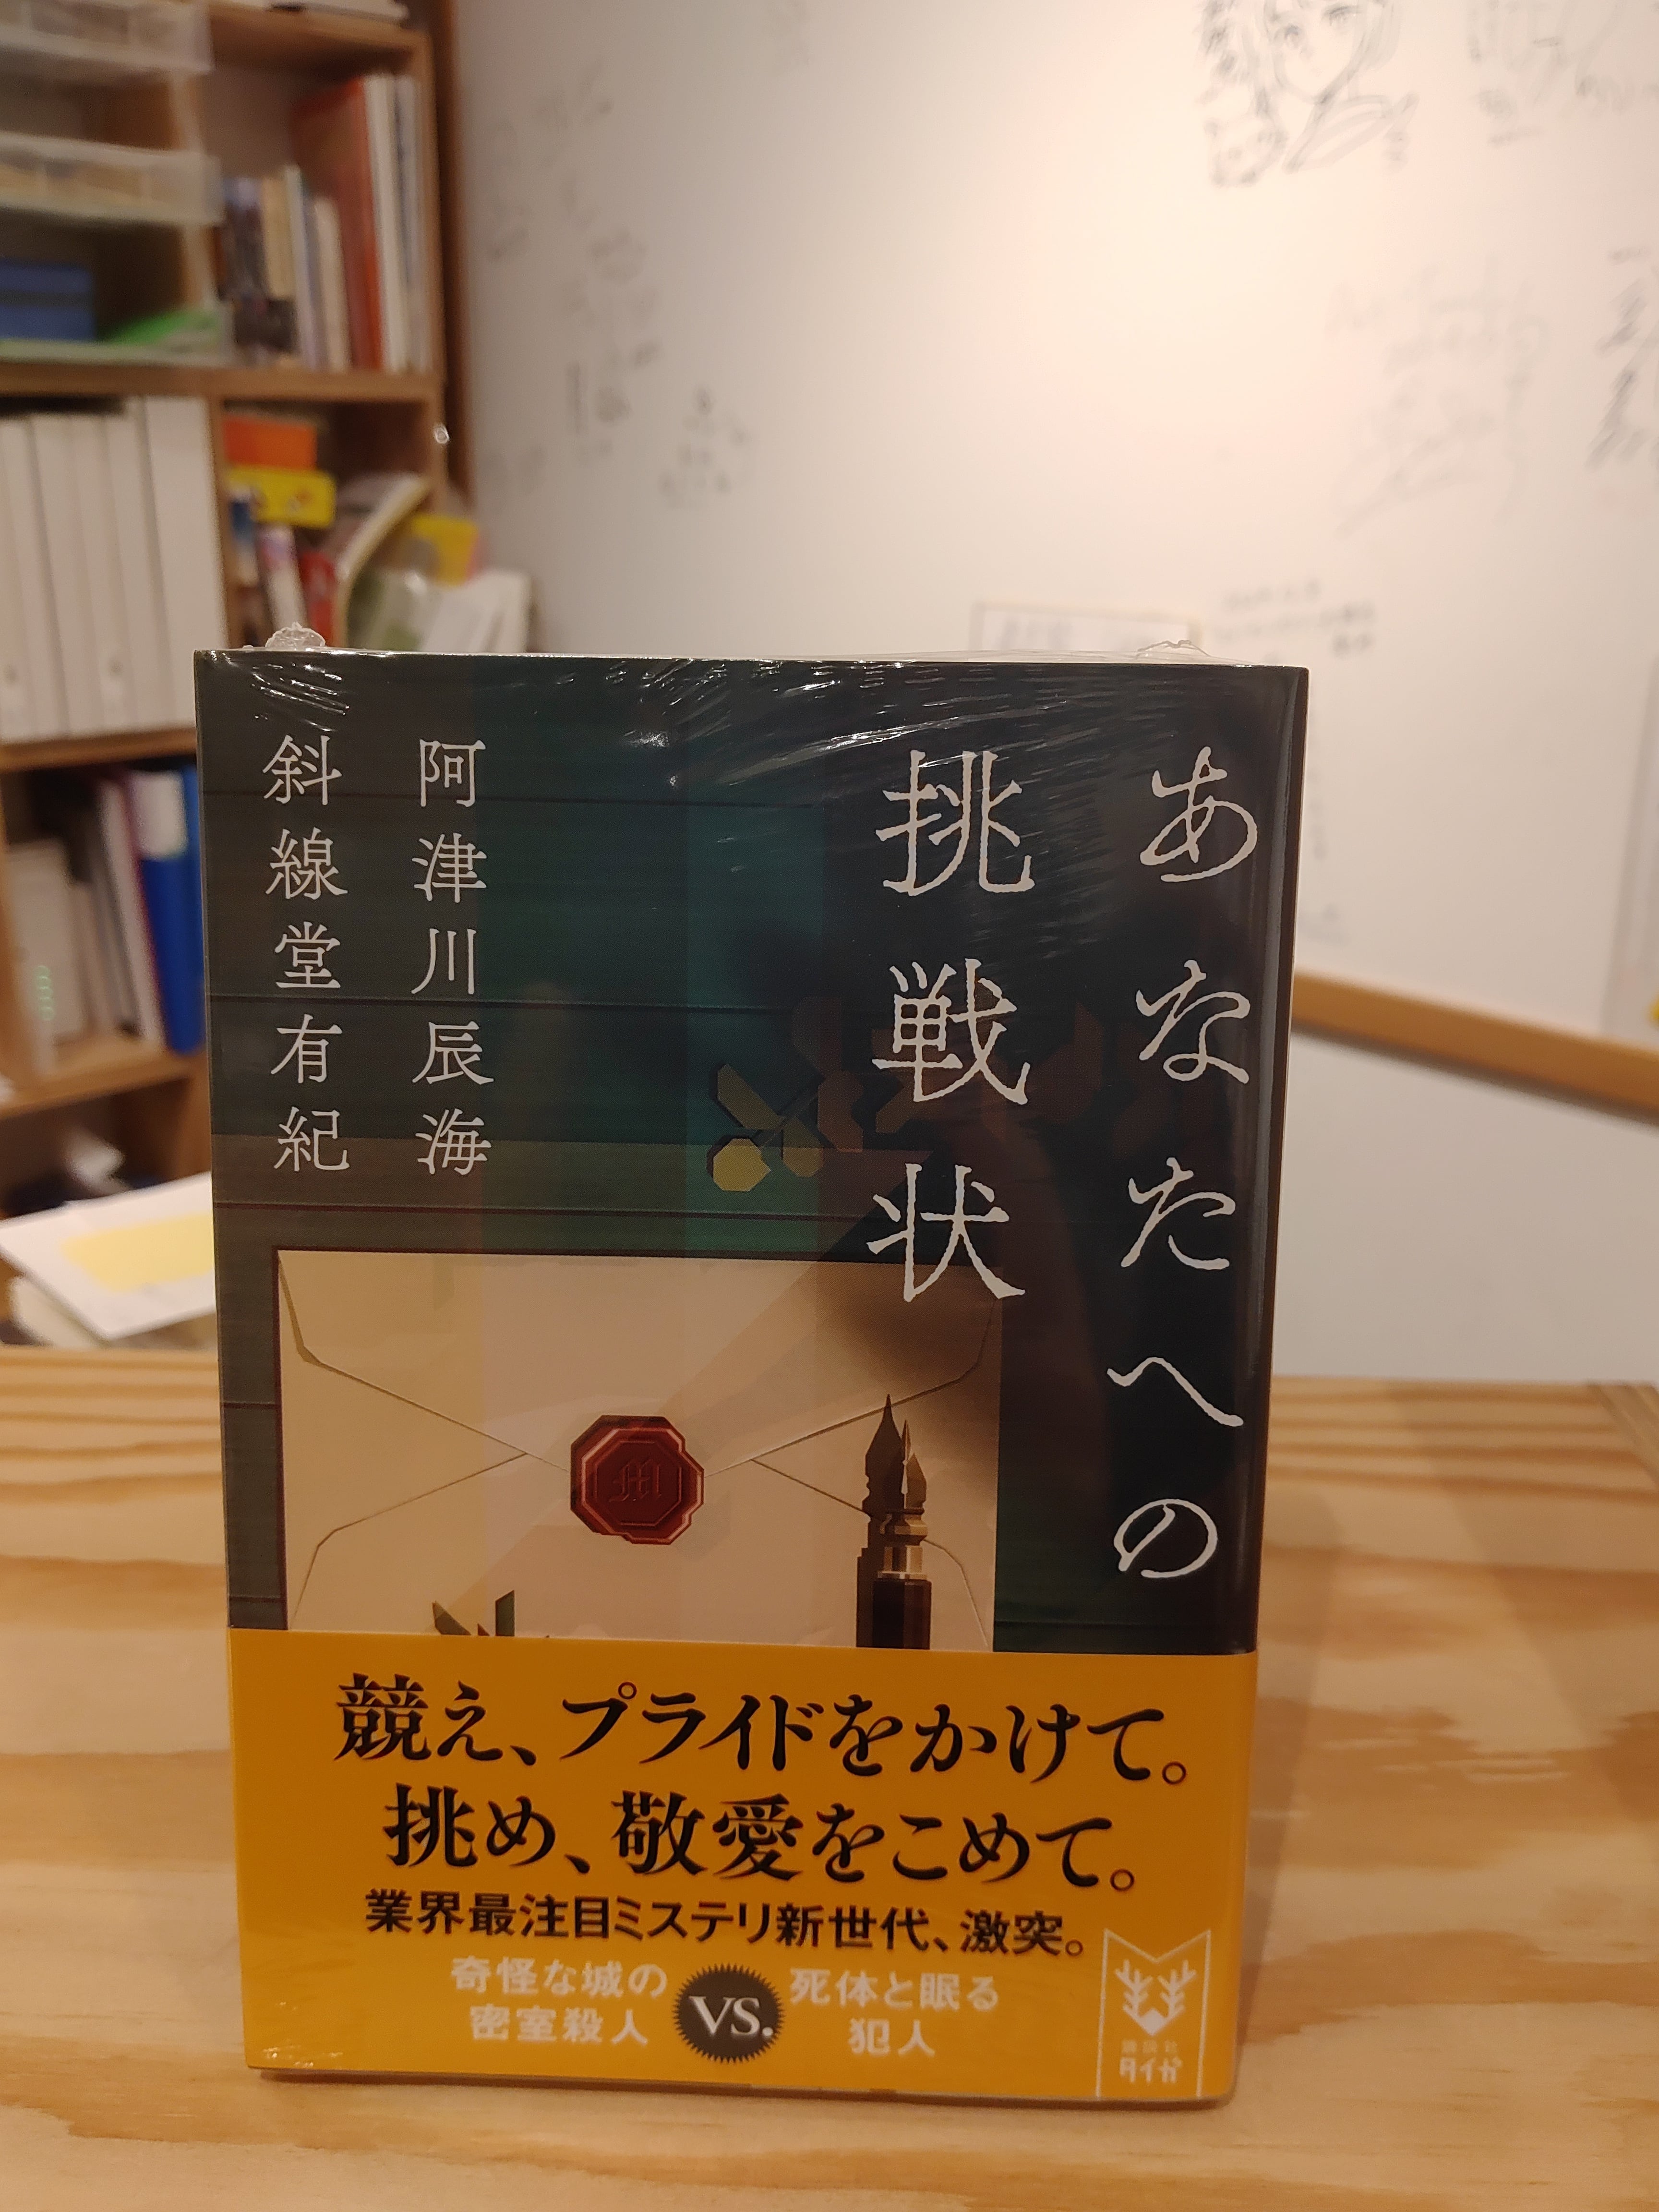 あなたへの
挑戦状
阿津川辰海
斜線堂有紀
M
競え、プライドをかけて。
挑め、敬愛をこめて。
業界最注目ミステリ新世代、激突。
奇怪な城の
密室殺人
VS.
死体と眠る
犯人
講談社
タイガ